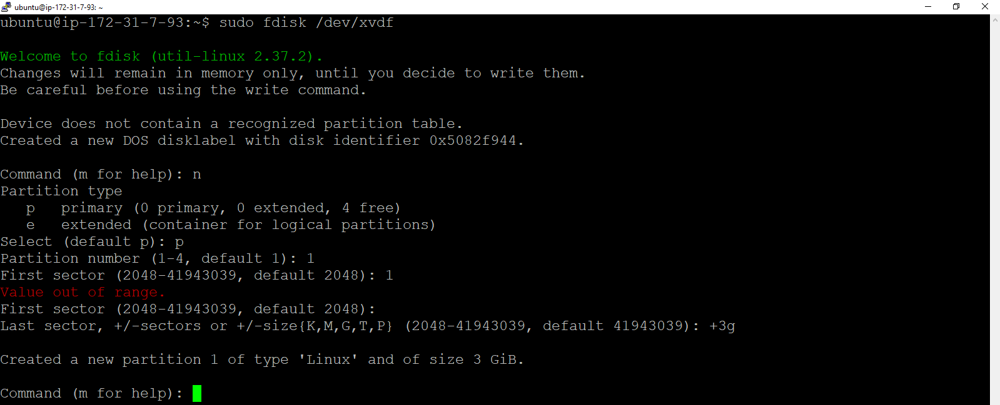 ubuntu@ip-172-31-7-93: ~
ubuntu@ip-172-31-7-93:~$ sudo fdisk /dev/xvdf
Welcome to fdisk (util-linux 2.37.2).
Changes will remain in memory only, until you decide to write them.
Be careful before using the write command.
Device does not contain a recognized partition table.
Created a new DOS disklabel with disk identifier 0x5082f944.
Command (m for help): n
Partition type
   p   primary (0 primary, 0 extended, 4 free)
   e   extended (container for logical partitions)
Select (default p): p
Partition number (1-4, default 1): 1
First sector (2048-41943039, default 2048): 1
Value out of range.
First sector (2048-41943039, default 2048):
Last sector, +/-sectors or +/-size{K,M,G,T,P} (2048-41943039, default 41943039): +3g
Created a new partition 1 of type 'Linux' and of size 3 GiB.
Command (m for help):